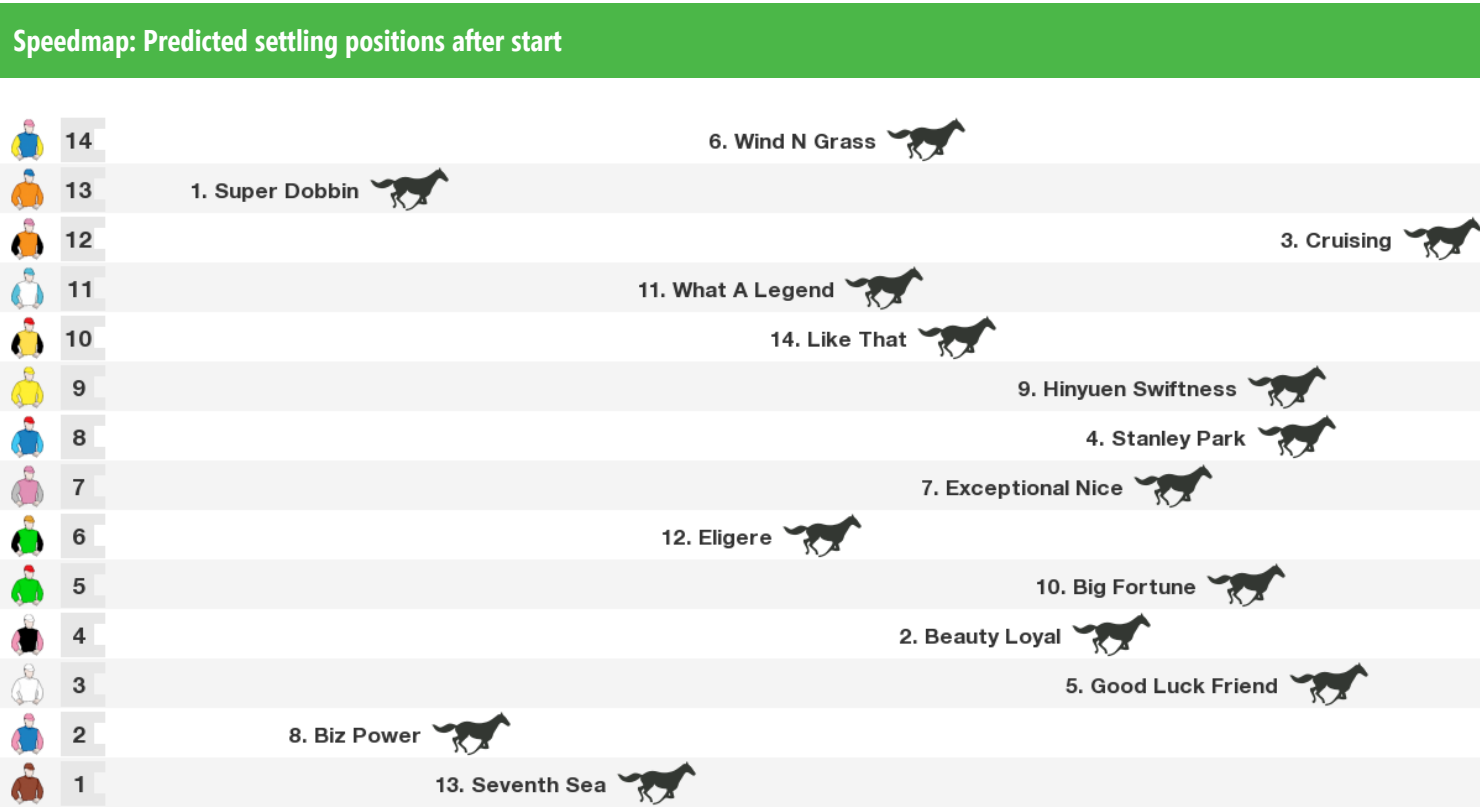 Speedmap: Predicted settling positions after start
14 6. Wind N Grass
13 1. Super Dobbin
12 3. Cruising
11 11. What A Legend
10 14. Like That
9 9. Hinyuen Swiftness
8 4. Stanley Park
7 7. Exceptional Nice
6 12. Eligere
5 10. Big Fortune
4 2. Beauty Loyal
3 5. Good Luck Friend
2 8. Biz Power
1 13. Seventh Sea